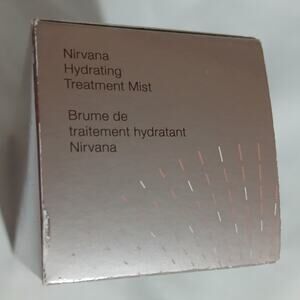 Nirvana
Hydrating
Treatment Mist
Brume de
traitement hydratant
Nirvana